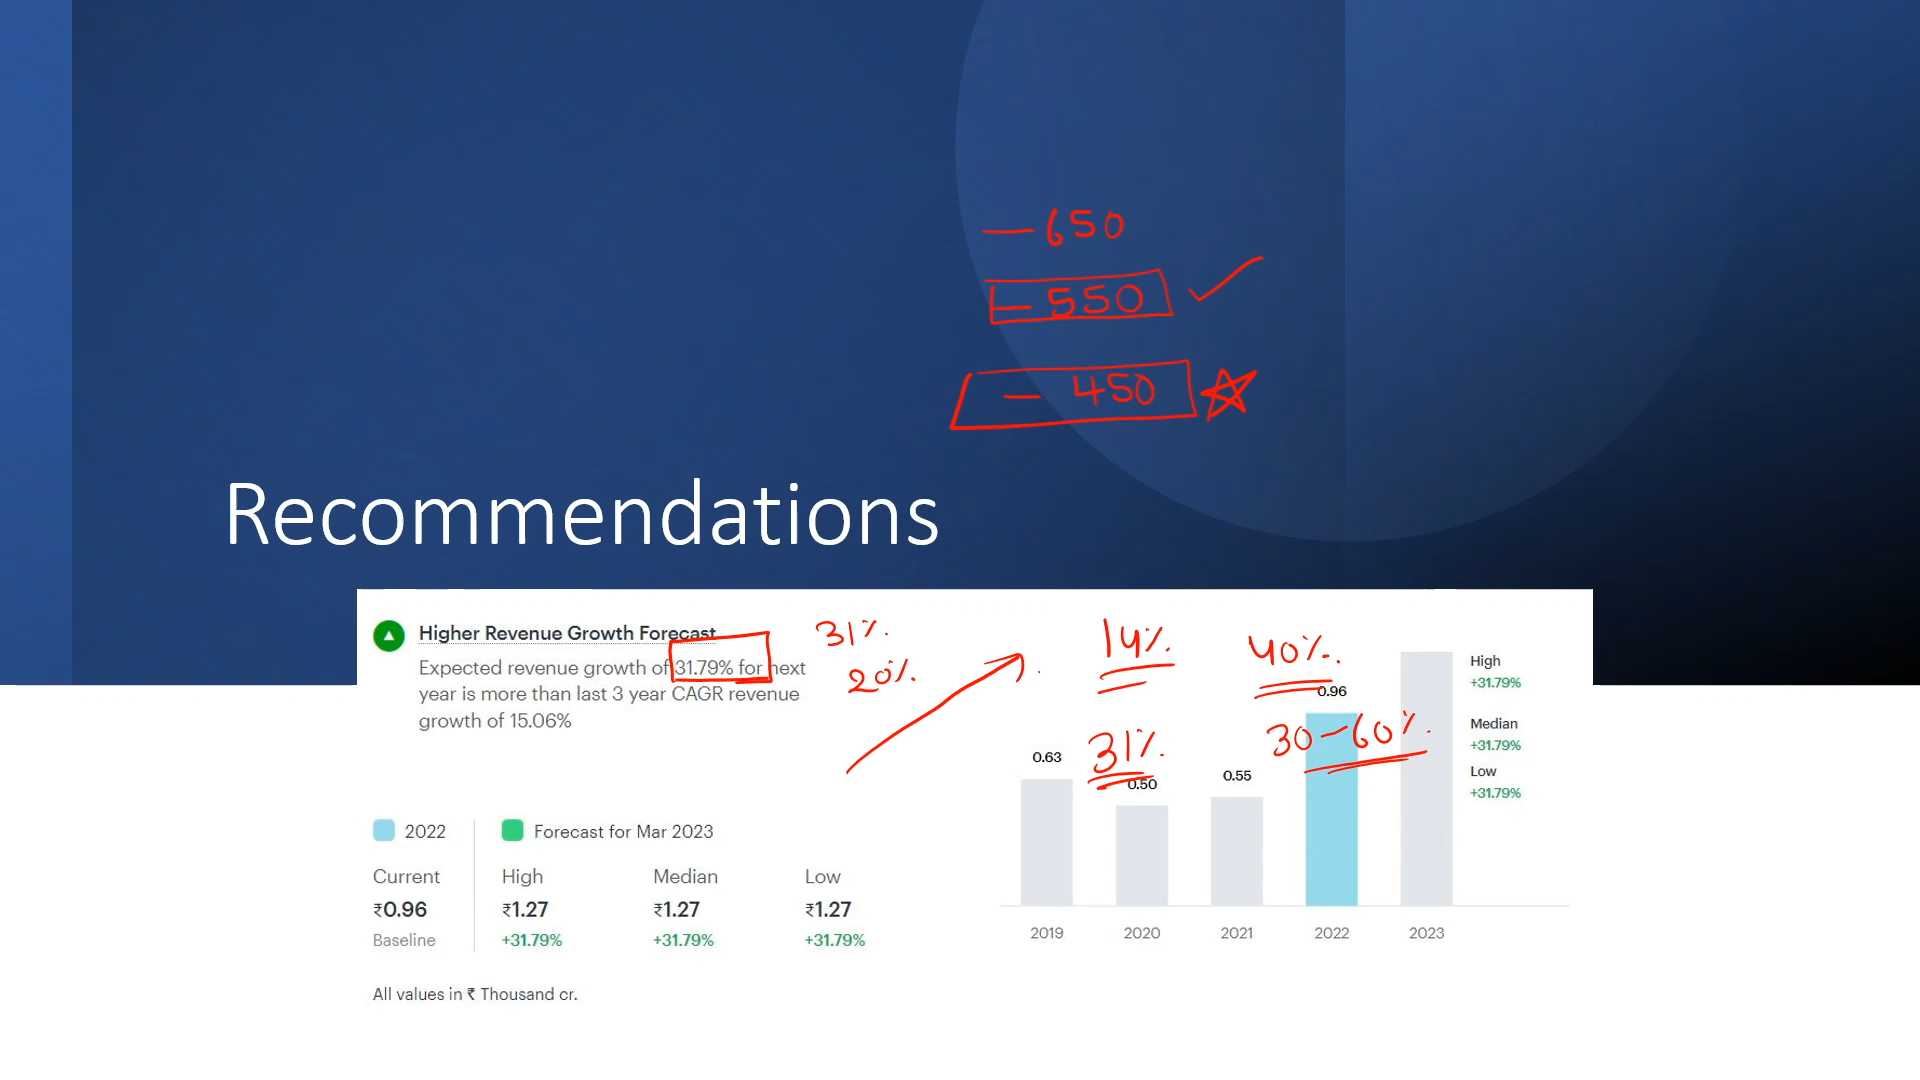 — 650
— 550
— 450
Recommendations
Higher Revenue Growth Forecast
Expected revenue growth of 31.79% for next
year is more than last 3 year CAGR revenue
growth of 15.06%
31%.
20%.
14%.
40%.
31%.
30-60%.
2022
Forecast for Mar 2023
Current
High
Median
Low
₹0.96
₹1.27
₹1.27
₹1.27
Baseline
+31.79%
+31.79%
+31.79%
All values in ₹ Thousand cr.
0.63
0.50
0.55
0.96
2019
2020
2021
2022
2023
High
+31.79%
Median
+31.79%
Low
+31.79%